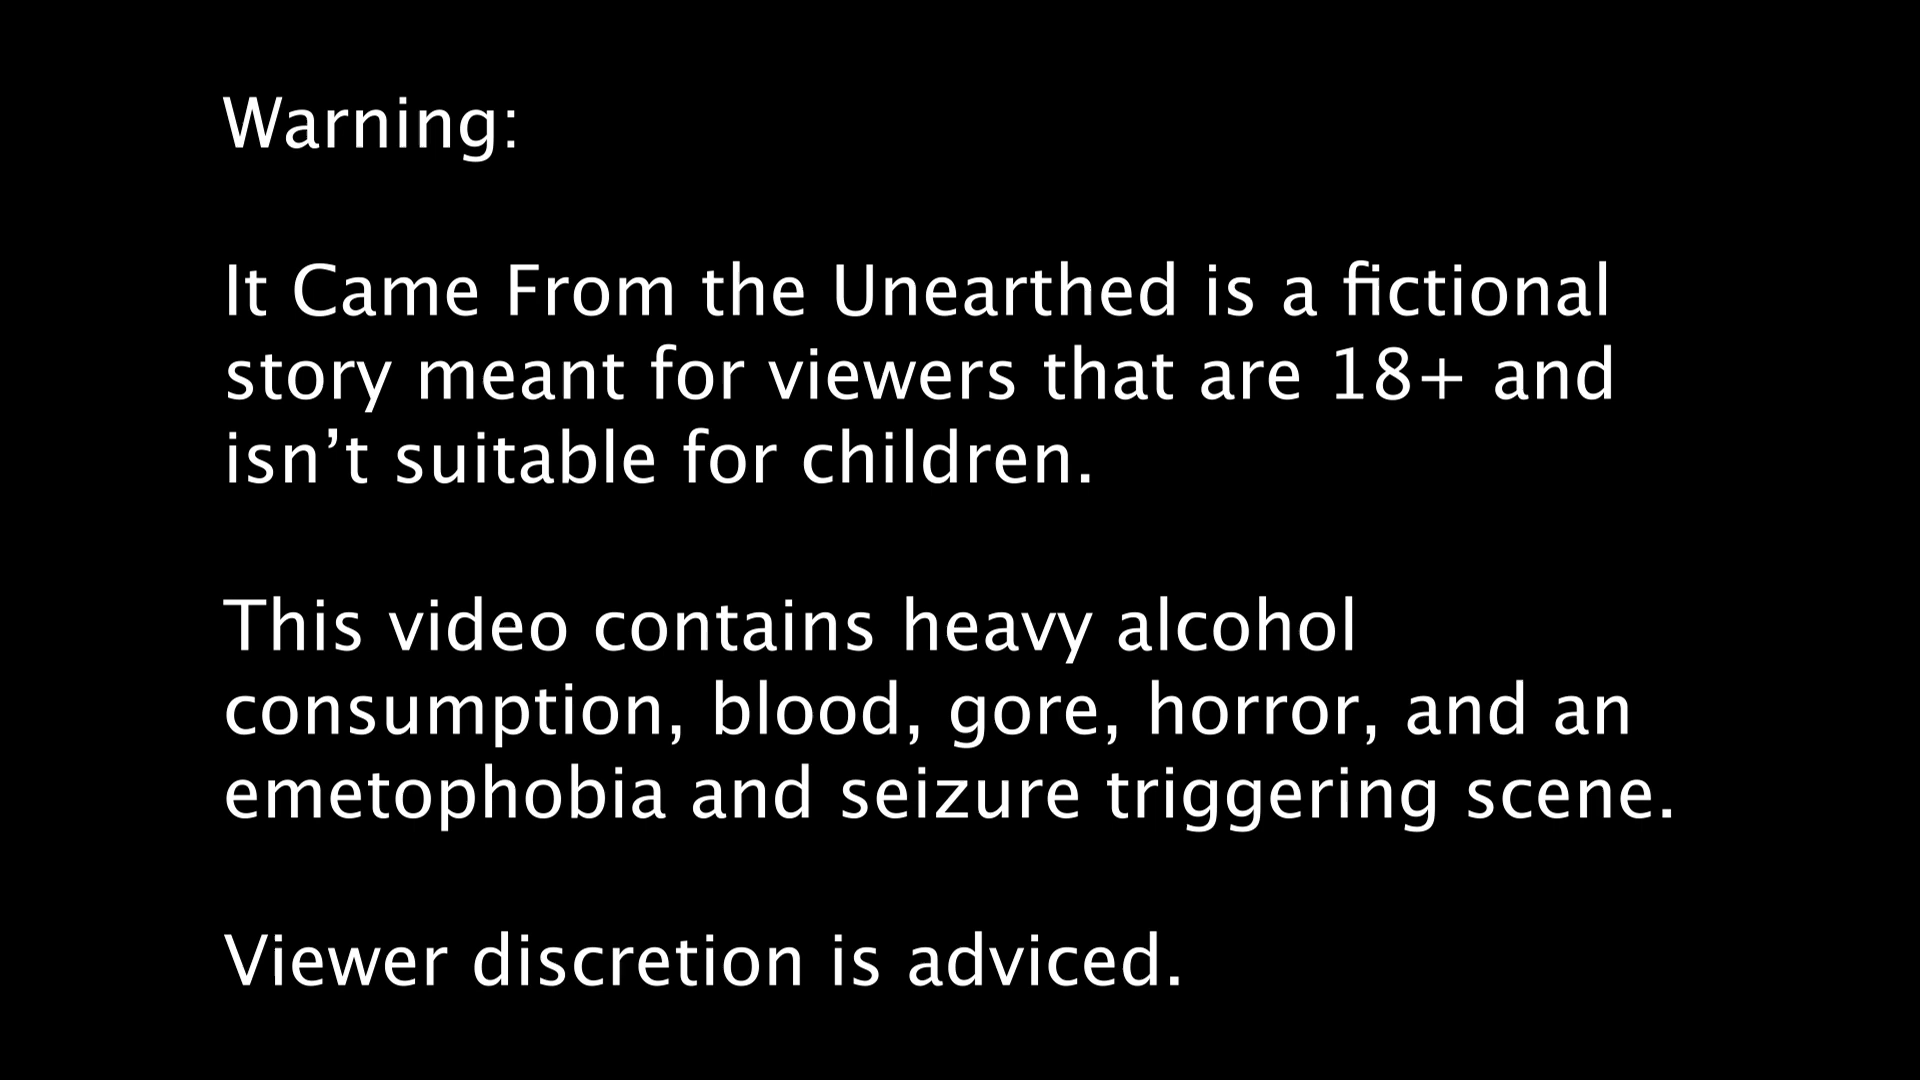 Warning:
It Came From the Unearthed is a fictional
story meant for viewers that are 18+ and
isn’t suitable for children.
This video contains heavy alcohol
consumption, blood, gore, horror, and an
emetophobia and seizure triggering scene.
Viewer discretion is adviced.